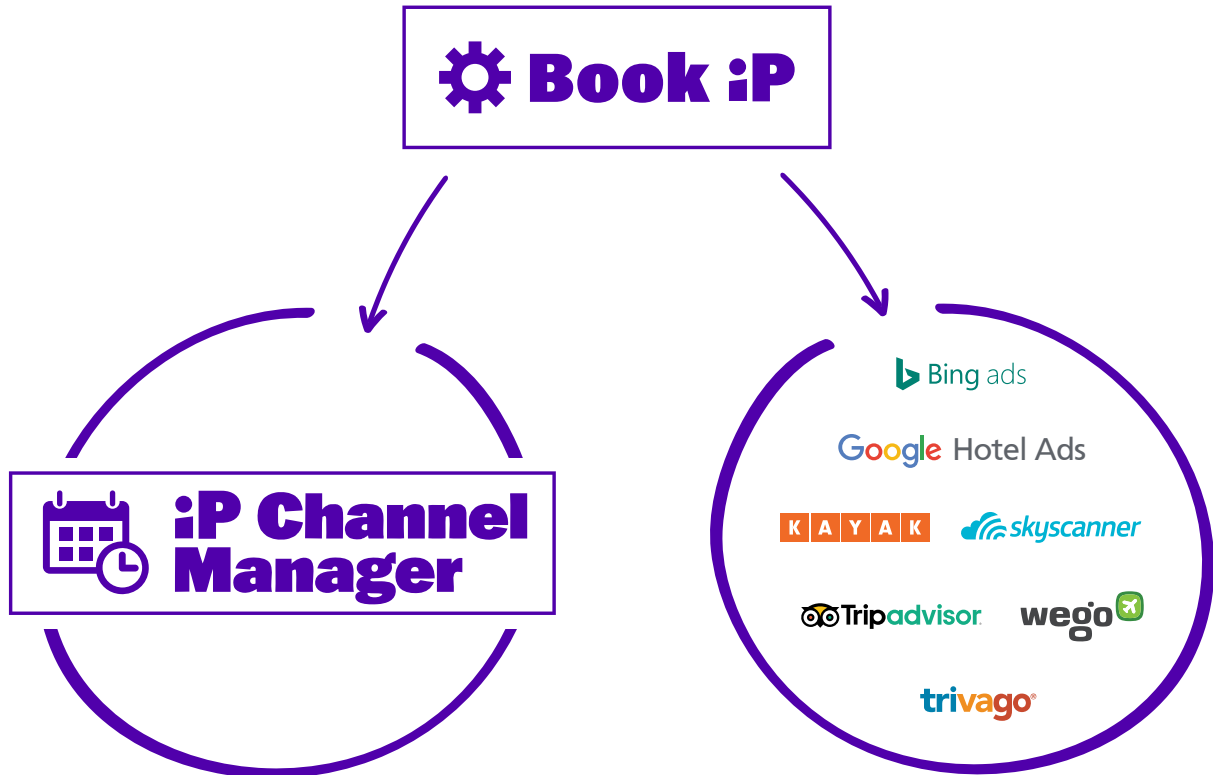 Book iP
iP Channel
Manager
Bing ads
Google Hotel Ads
KAYAK
skyscanner
Tripadvisor
wego
trivago®